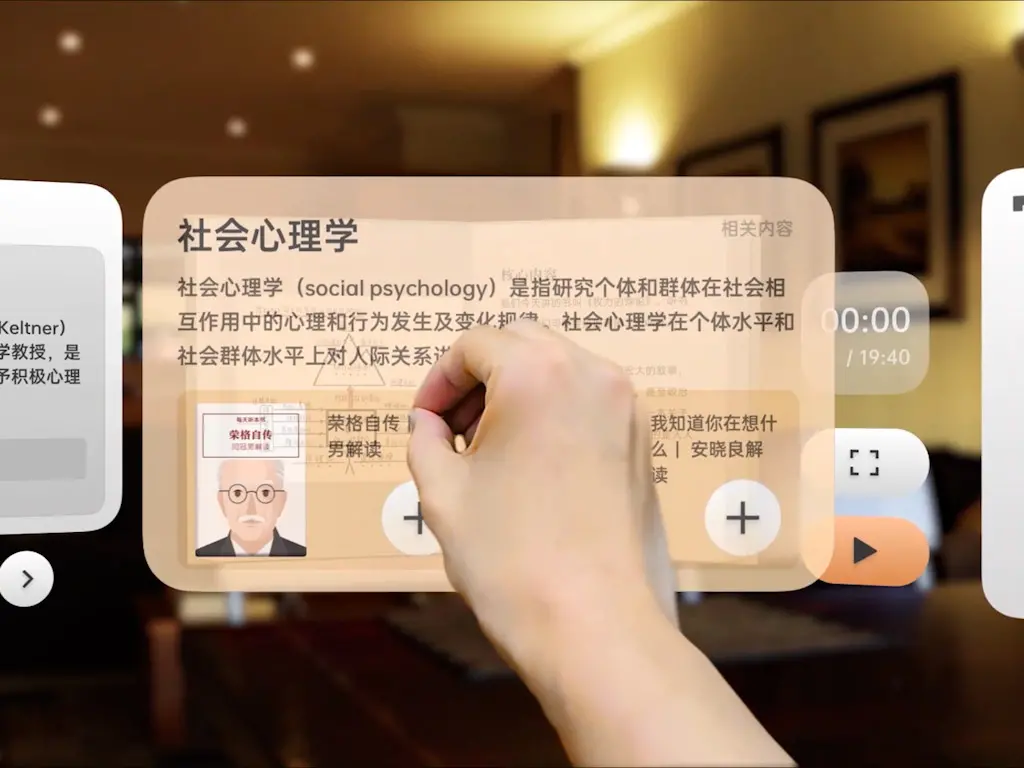 社会心理学
相关内容
社会心理学（social psychology）是指研究个体和群体在社会相
互作用中的心理和行为发生及变化规律。社会心理学在个体水平和
社会群体水平上对人际关系进
Keltner）
学教授，是
予积极心理
核心内容
00:00
/ 19:40
荣格自传
荣格自传 |
男解读
我知道你在想什
么 | 安晓良解
读